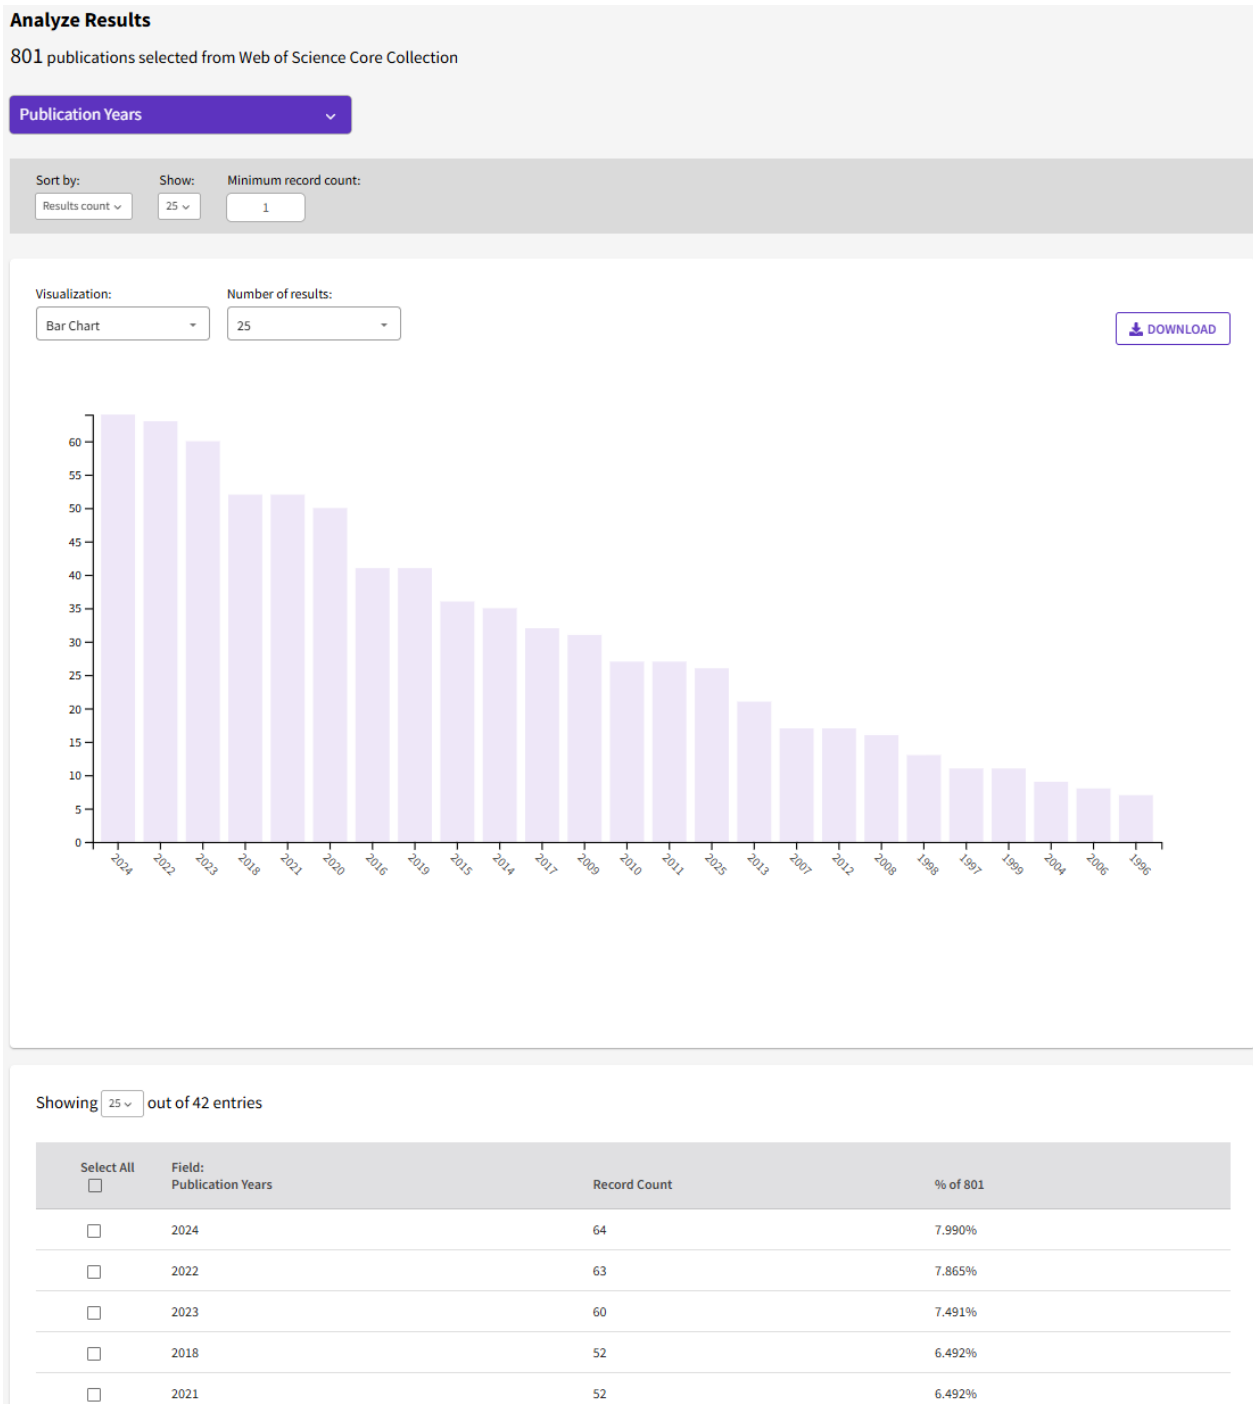 Analyze Results
801 publications selected from Web of Science Core Collection
Publication Years
Sort by: Show: Minimum record count:
Results count 25 1
Visualization: Number of results:
Bar Chart 25
DOWNLOAD
60
55
50
45
40
35
30
25
20
15
10
5
0
2024 2022 2023 2018 2021 2020 2016 2019 2015 2014 2017 2009 2010 2011 2025 2013 2007 2012 2008 1998 1997 1999 2004 2006 1996
Showing 25 out of 42 entries
Select All Field:
Publication Years Record Count % of 801
2024 64 7.990%
2022 63 7.865%
2023 60 7.491%
2018 52 6.492%
2021 52 6.492%